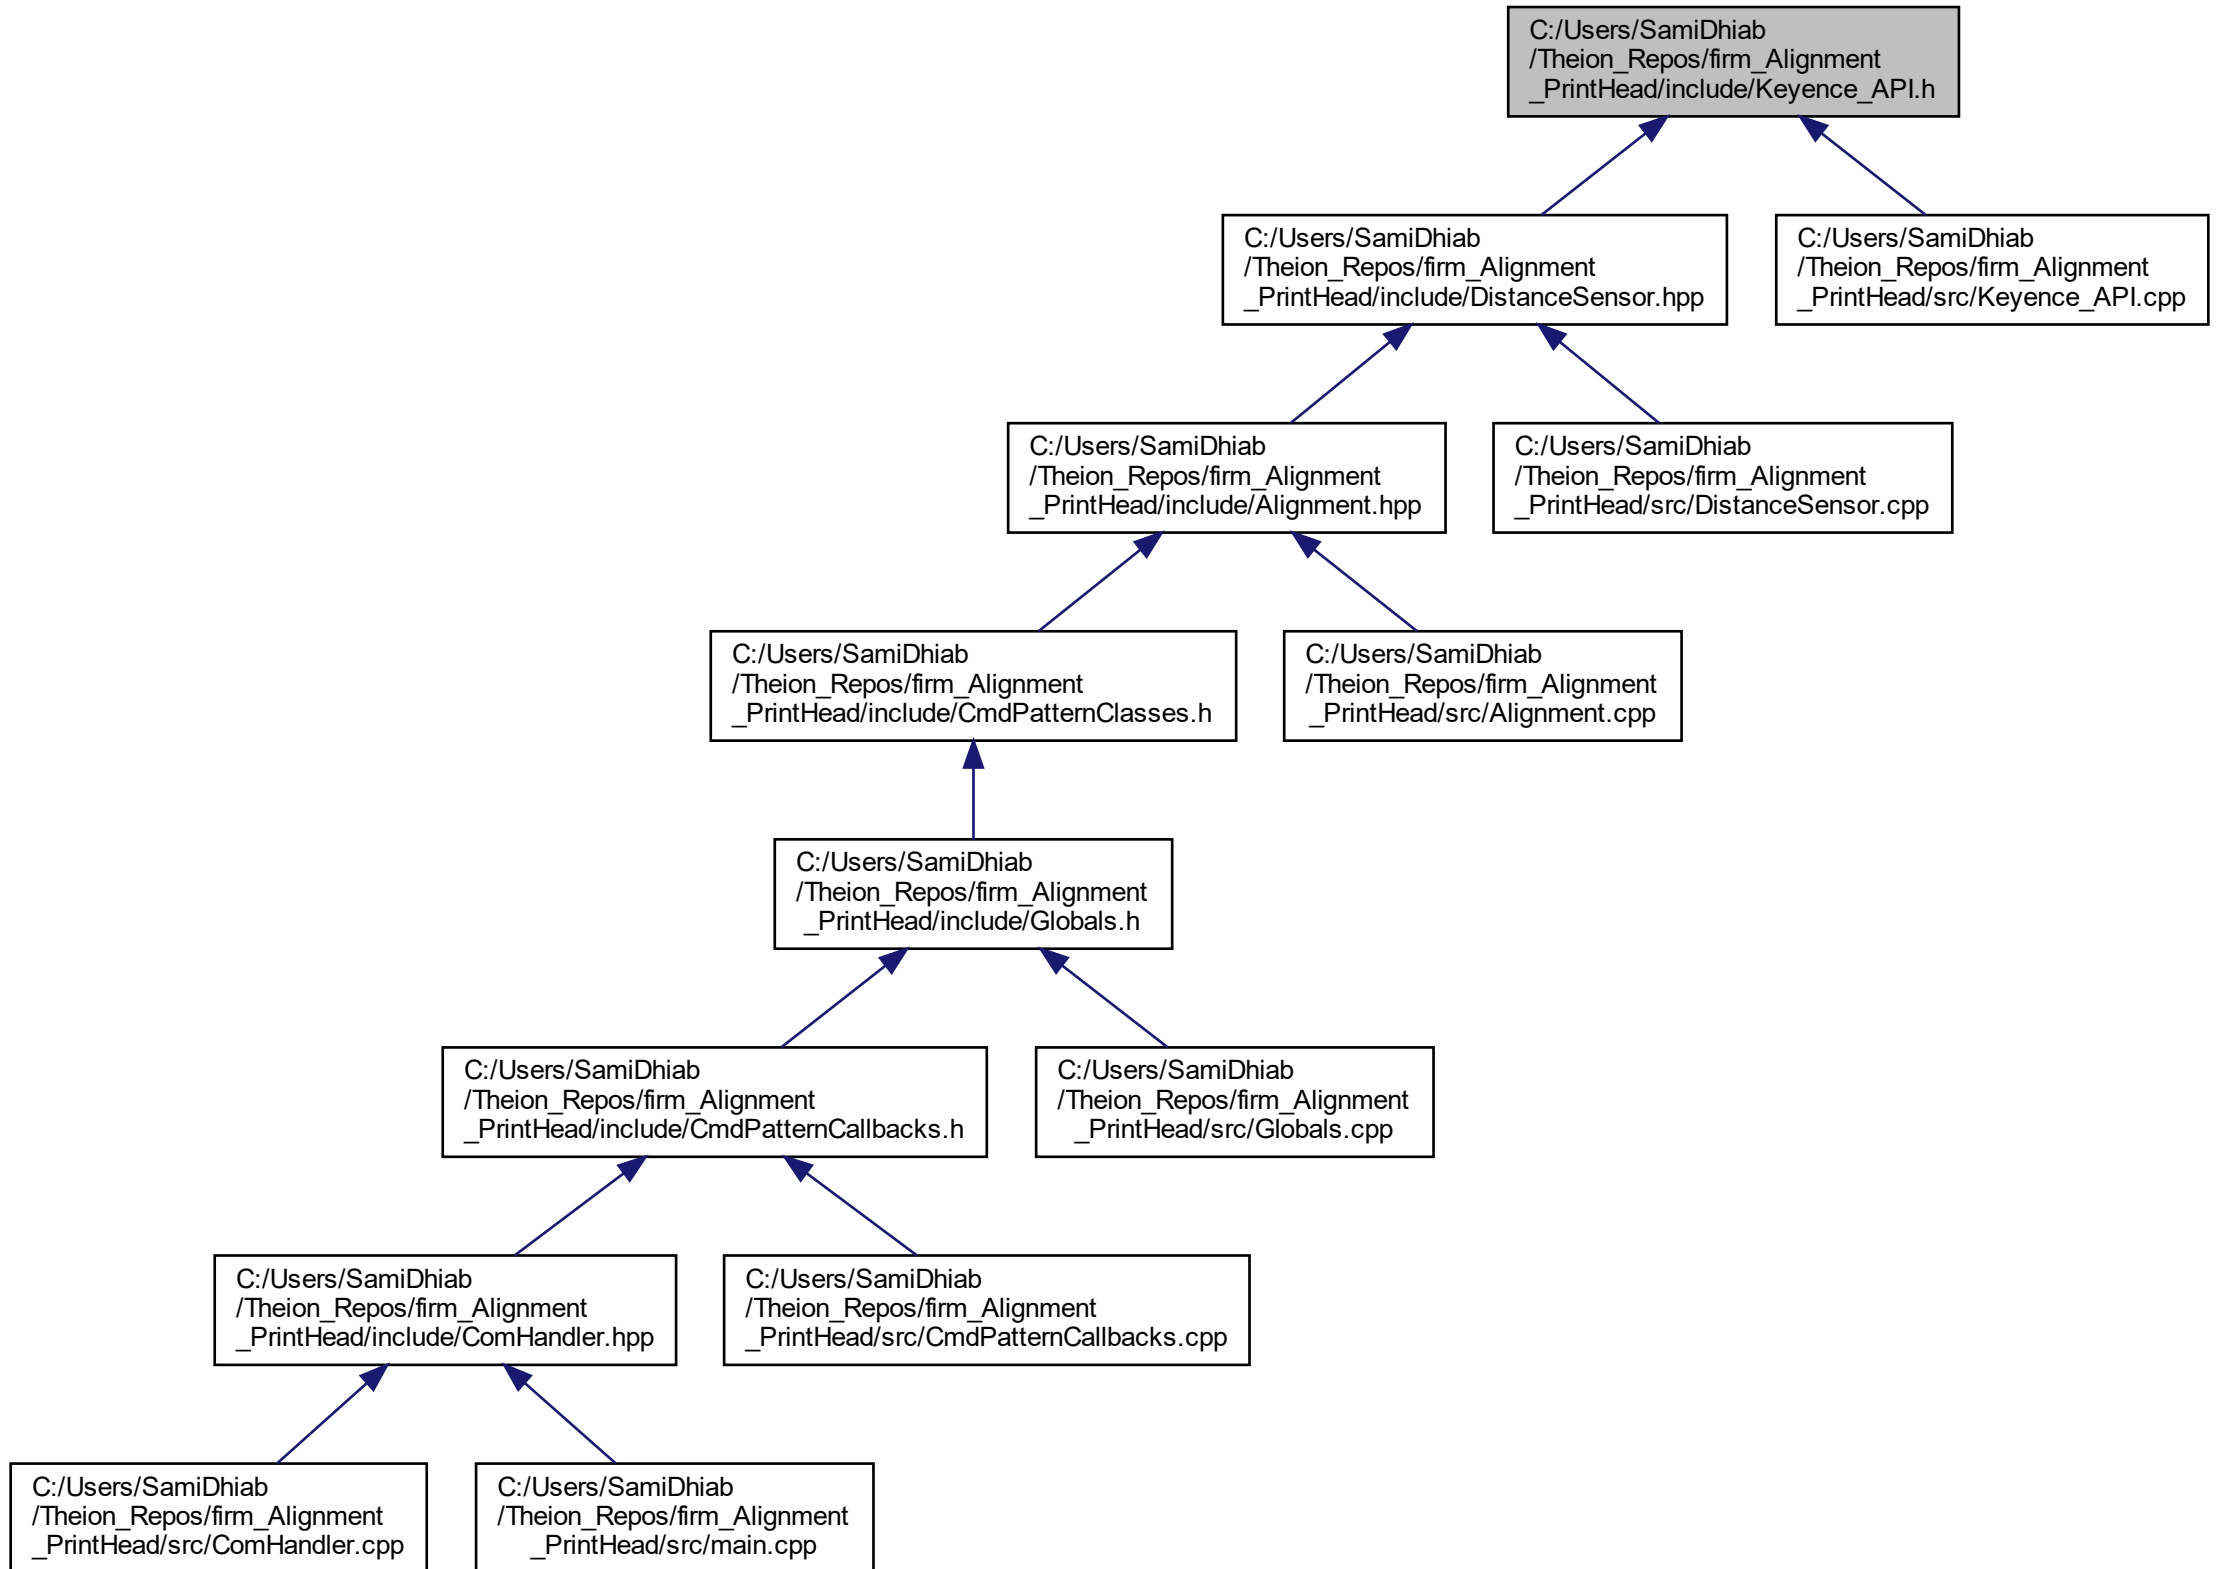 C:/Users/SamiDhiab
/Theion_Repos/firm_Alignment
_PrintHead/include/Keyence_API.h
C:/Users/SamiDhiab
/Theion_Repos/firm_Alignment
_PrintHead/include/DistanceSensor.hpp
C:/Users/SamiDhiab
/Theion_Repos/firm_Alignment
_PrintHead/src/Keyence_API.cpp
C:/Users/SamiDhiab
/Theion_Repos/firm_Alignment
_PrintHead/include/Alignment.hpp
C:/Users/SamiDhiab
/Theion_Repos/firm_Alignment
_PrintHead/src/DistanceSensor.cpp
C:/Users/SamiDhiab
/Theion_Repos/firm_Alignment
_PrintHead/include/CmdPatternClasses.h
C:/Users/SamiDhiab
/Theion_Repos/firm_Alignment
_PrintHead/src/Alignment.cpp
C:/Users/SamiDhiab
/Theion_Repos/firm_Alignment
_PrintHead/include/Globals.h
C:/Users/SamiDhiab
/Theion_Repos/firm_Alignment
_PrintHead/include/CmdPatternCallbacks.h
C:/Users/SamiDhiab
/Theion_Repos/firm_Alignment
_PrintHead/src/Globals.cpp
C:/Users/SamiDhiab
/Theion_Repos/firm_Alignment
_PrintHead/include/ComHandler.hpp
C:/Users/SamiDhiab
/Theion_Repos/firm_Alignment
_PrintHead/src/CmdPatternCallbacks.cpp
C:/Users/SamiDhiab
/Theion_Repos/firm_Alignment
_PrintHead/src/ComHandler.cpp
C:/Users/SamiDhiab
/Theion_Repos/firm_Alignment
_PrintHead/src/main.cpp